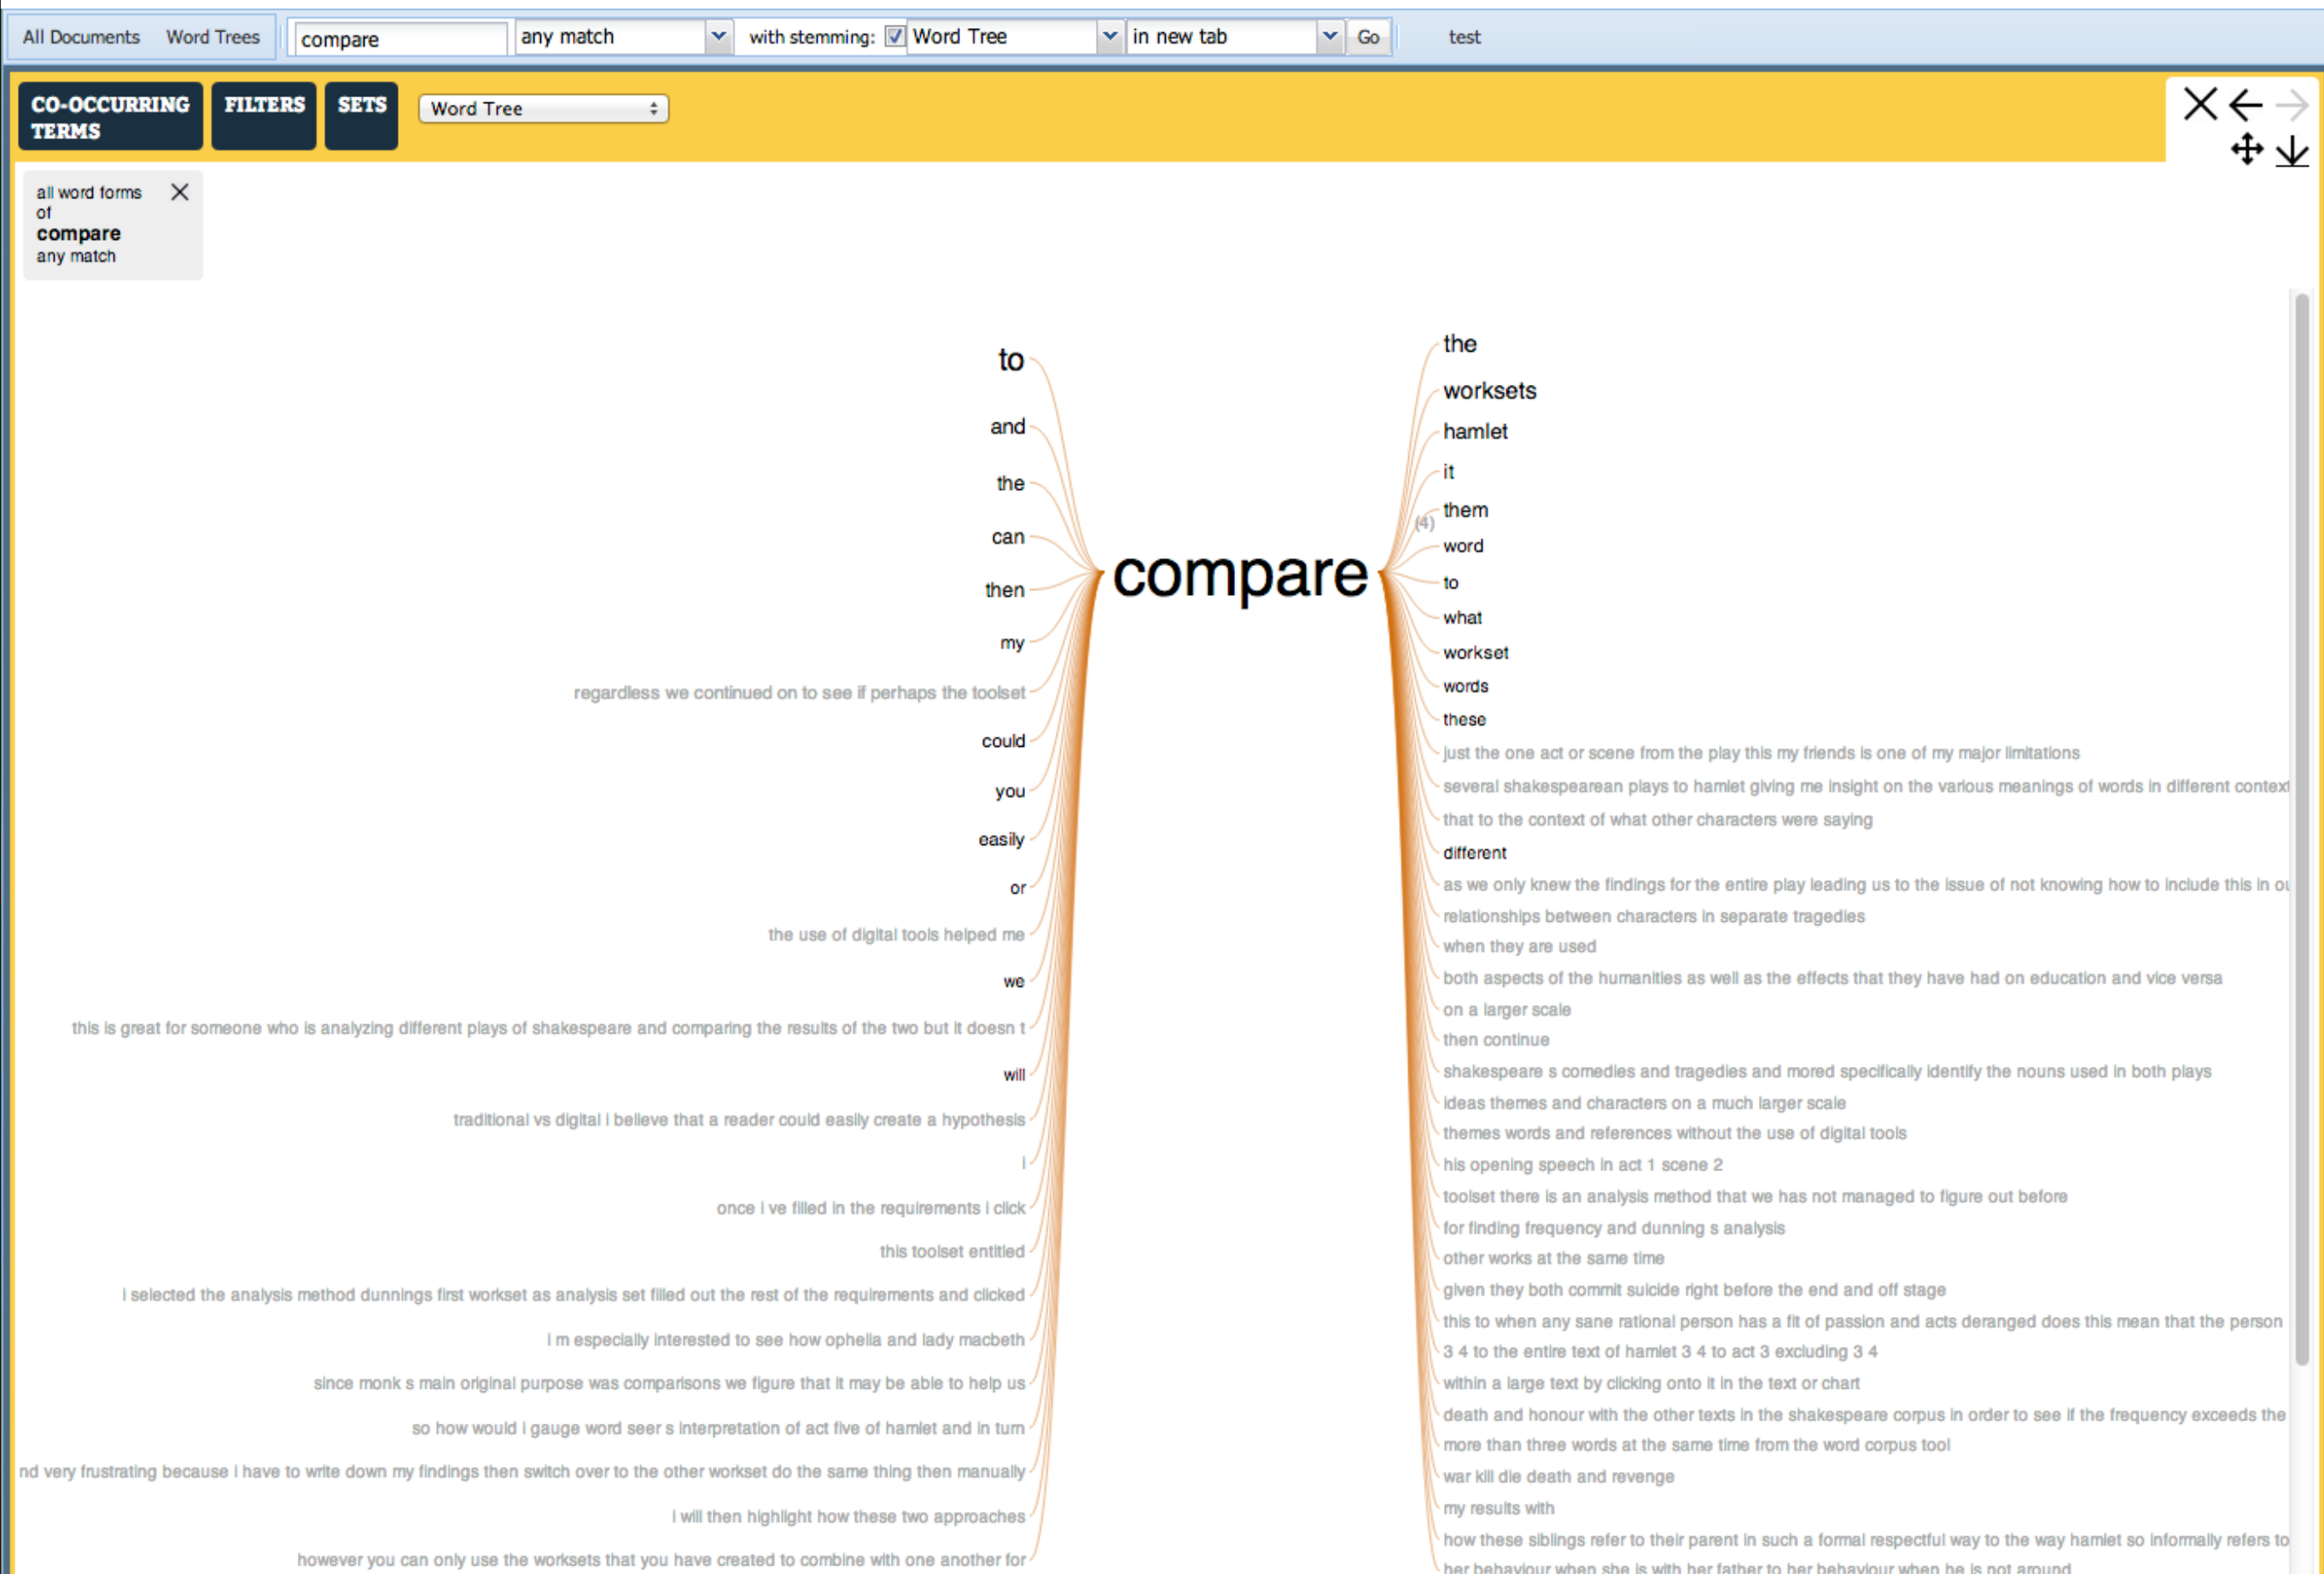 All Documents Word Trees compare any match with stemming: Word Tree in new tab Go test
CO-OCCURRING TERMS
FILTERS
SETS
Word Tree
all word forms
of
compare
any match
to
and
the
can
then
my
regardless we continued on to see if perhaps the toolset
could
you
easily
or
the use of digital tools helped me
we
this is great for someone who is analyzing different plays of shakespeare and comparing the results of the two but it doesn t
will
traditional vs digital i believe that a reader could easily create a hypothesis
i
once i ve filled in the requirements i click
this toolset entitled
i selected the analysis method dunnings first workset as analysis set filled out the rest of the requirements and clicked
i m especially interested to see how ophelia and lady macbeth
since monk s main original purpose was comparisons we figure that it may be able to help us
so how would i gauge word seer s interpretation of act five of hamlet and in turn
nd very frustrating because i have to write down my findings then switch over to the other workset do the same thing then manually
i will then highlight how these two approaches
however you can only use the worksets that you have created to combine with one another for
compare
the
worksets
hamlet
it
(4)
them
word
to
what
workset
words
these
just the one act or scene from the play this my friends is one of my major limitations
several shakespearean plays to hamlet giving me insight on the various meanings of words in different context
that to the context of what other characters were saying
different
as we only knew the findings for the entire play leading us to the issue of not knowing how to include this in ou
relationships between characters in separate tragedies
when they are used
both aspects of the humanities as well as the effects that they have had on education and vice versa
on a larger scale
then continue
shakespeare s comedies and tragedies and mored specifically identify the nouns used in both plays
ideas themes and characters on a much larger scale
themes words and references without the use of digital tools
his opening speech in act 1 scene 2
toolset there is an analysis method that we has not managed to figure out before
for finding frequency and dunning s analysis
other works at the same time
given they both commit suicide right before the end and off stage
this to when any sane rational person has a fit of passion and acts deranged does this mean that the person
3 4 to the entire text of hamlet 3 4 to act 3 excluding 3 4
within a large text by clicking onto it in the text or chart
death and honour with the other texts in the shakespeare corpus in order to see if the frequency exceeds the
more than three words at the same time from the word corpus tool
war kill die death and revenge
my results with
how these siblings refer to their parent in such a formal respectful way to the way hamlet so informally refers to
her behaviour when she is with her father to her behaviour when he is not around